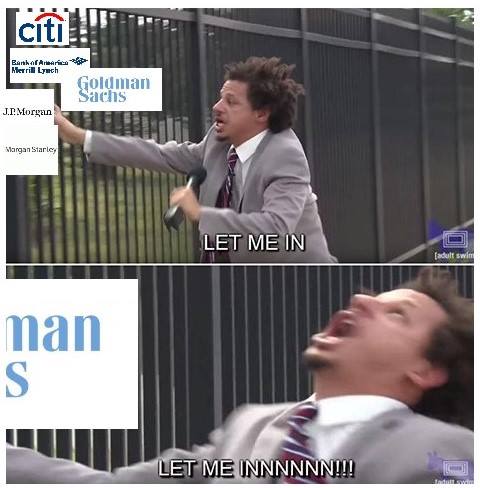 citi
Bank of America
Merrill Lynch
Goldman
Sachs
J.P.Morgan
Morgan Stanley
LET ME IN
[adult swim
man
s
LET ME INNNNNN!!!
[adult swim